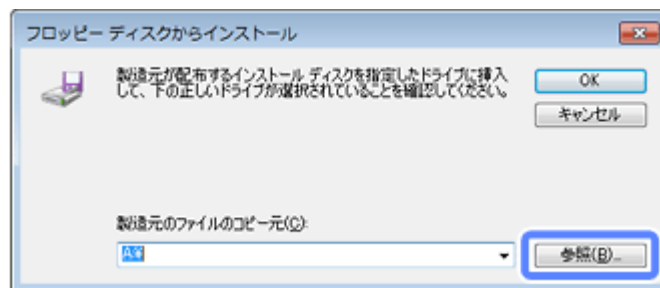 フロッピー ディスクからインストール
製造元が配布するインストール ディスクを指定したドライブに挿入
して、下の正しいドライブが選択されていることを確認してください。
OK
キャンセル
製造元のファイルのコピー元(C):
A:¥
参照(B)...